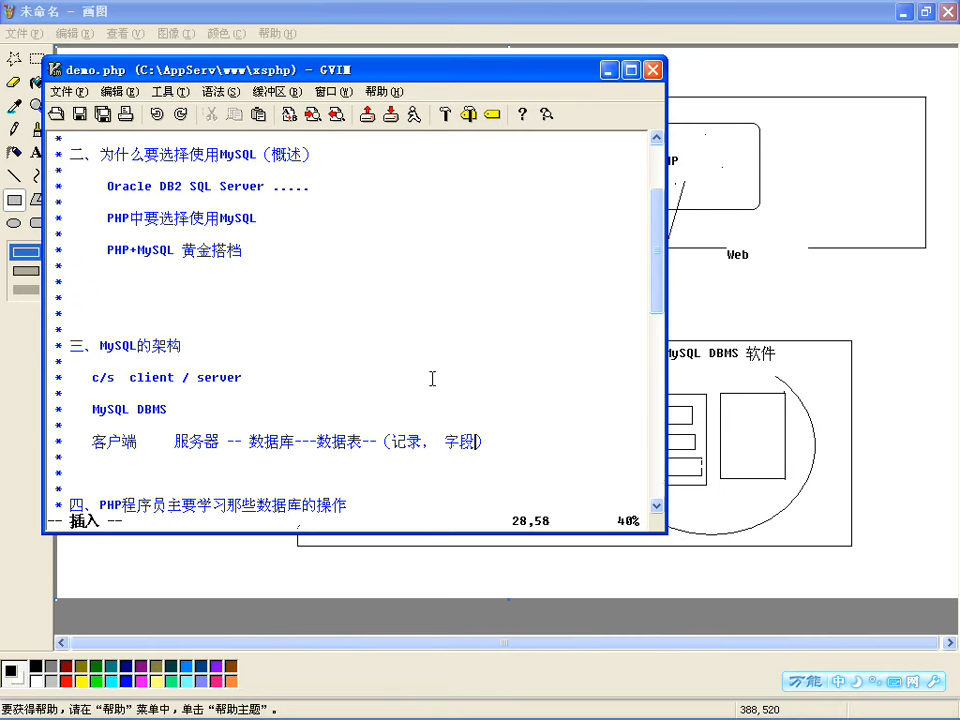 未命名 - 画图
文件(F) 编辑(E) 查看(V) 图像(I) 颜色(C) 帮助(H)
demo.php (C:\AppServ\www\xsphp) - GVIM
文件(F) 编辑(E) 工具(T) 语法(S) 缓冲区(B) 窗口(W) 帮助(H)
*
* 二、为什么要选择使用MySQL（概述）
*
* Oracle DB2 SQL Server .....
*
* PHP中要选择使用MySQL
*
* PHP+MySQL 黄金搭档
*
*
*
*
*
* 三、MySQL的架构
*
* c/s client / server
*
* MySQL DBMS
*
* 客户端 服务器 -- 数据库---数据表--（记录， 字段）
*
*
*
* 四、PHP程序员主要学习那些数据库的操作
-- 插入 -- 28,58 40%
HP
Web
MySQL DBMS 软件
万能 中 网
要获得帮助，请在“帮助”菜单中，单击“帮助主题”。 388,520